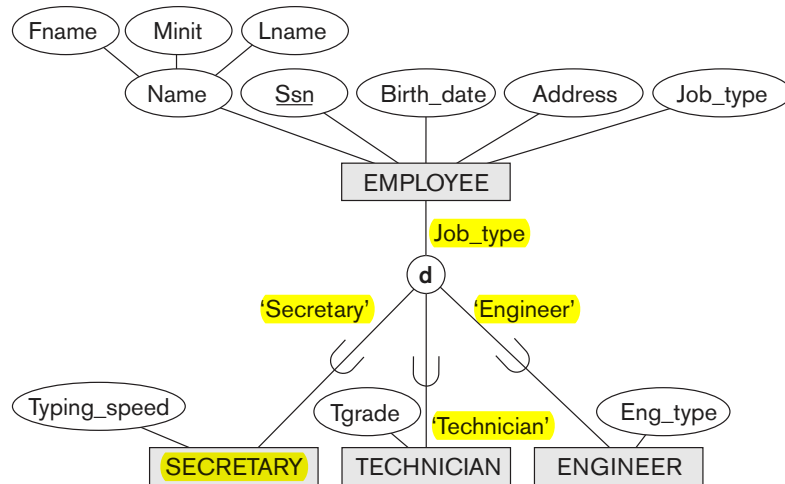 Fname Minit Lname
Name Ssn Birth_date Address Job_type
EMPLOYEE
Job_type
d
‘Secretary’ ‘Engineer’
Typing_speed Tgrade ‘Technician’ Eng_type
SECRETARY TECHNICIAN ENGINEER